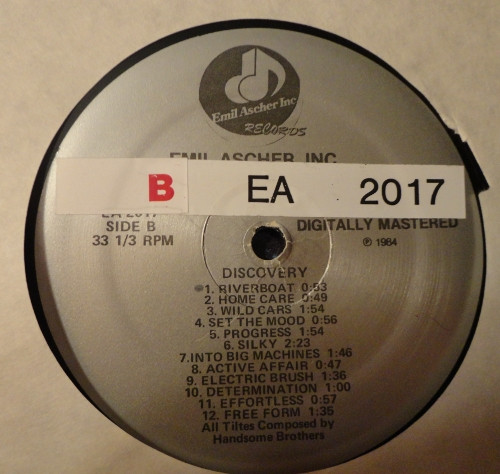 Emil Ascher Inc
RECORDS
EMIL ASCHER INC
B EA 2017
EA 2017
SIDE B
33 1/3 RPM
DIGITALLY MASTERED
℗ 1984
DISCOVERY
1. RIVERBOAT 0:53
2. HOME CARE 0:49
3. WILD CARS 1:54
4. SET THE MOOD 0:56
5. PROGRESS 1:54
6. SILKY 2:23
7. INTO BIG MACHINES 1:46
8. ACTIVE AFFAIR 0:47
9. ELECTRIC BRUSH 1:36
10. DETERMINATION 1:00
11. EFFORTLESS 0:57
12. FREE FORM 1:35
All Tiltes Composed by
Handsome Brothers